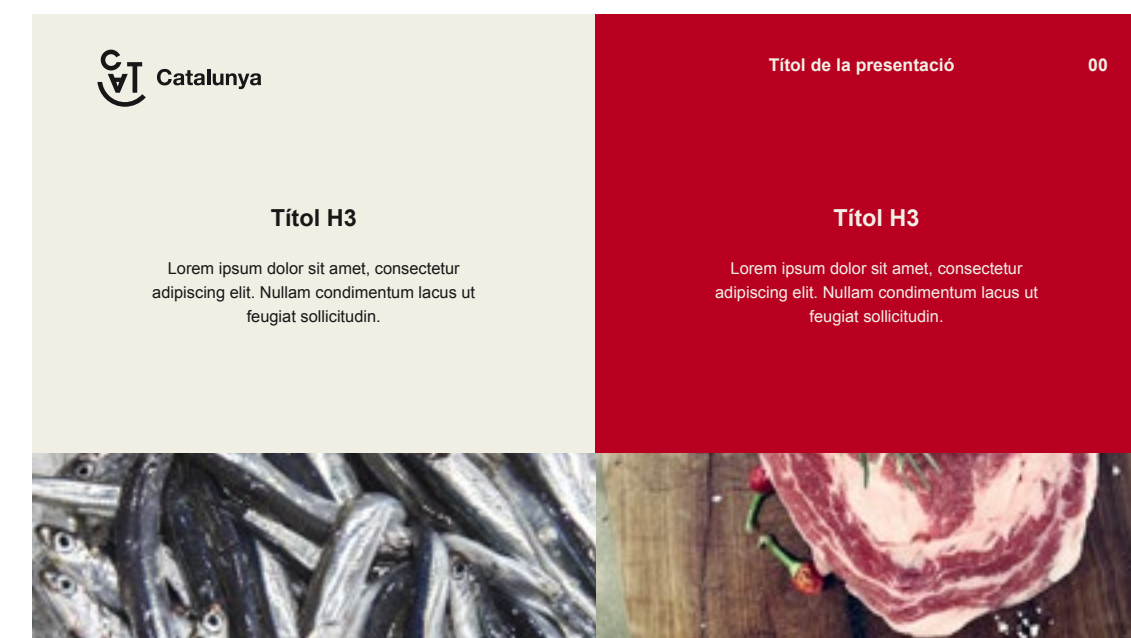 CAT
Catalunya
Títol de la presentació
00
Títol H3
Lorem ipsum dolor sit amet, consectetur
adipiscing elit. Nullam condimentum lacus ut
feugiat sollicitudin.
Títol H3
Lorem ipsum dolor sit amet, consectetur
adipiscing elit. Nullam condimentum lacus ut
feugiat sollicitudin.